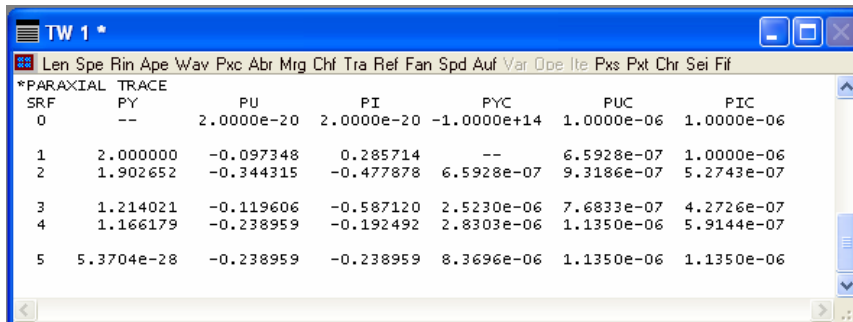 TW 1 *
Len Spe Rin Ape Wav Pxc Abr Mrg Chf Tra Ref Fan Spd Auf Var Ope Ite Pxs Pxt Chr Sei Fif
*PARAXIAL TRACE
SRF PY PU PI PYC PUC PIC
0 -- 2.0000e-20 2.0000e-20 -1.0000e+14 1.0000e-06 1.0000e-06
1 2.000000 -0.097348 0.285714 -- 6.5928e-07 1.0000e-06
2 1.902652 -0.344315 -0.477878 6.5928e-07 9.3186e-07 5.2743e-07
3 1.214021 -0.119606 -0.587120 2.5230e-06 7.6833e-07 4.2726e-07
4 1.166179 -0.238959 -0.192492 2.8303e-06 1.1350e-06 5.9144e-07
5 5.3704e-28 -0.238959 -0.238959 8.3696e-06 1.1350e-06 1.1350e-06